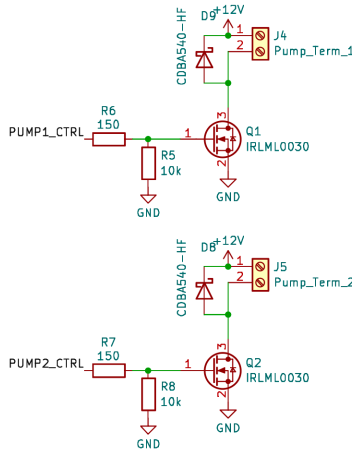 +12V
D9
CDBA540-HF
1
2
J4
Pump_Term_1
R6
150
PUMP1_CTRL
R5
10k
GND
1
3
2
Q1
IRLML0030
GND
+12V
D8
CDBA540-HF
1
2
J5
Pump_Term_2
R7
150
PUMP2_CTRL
R8
10k
GND
1
3
2
Q2
IRLML0030
GND